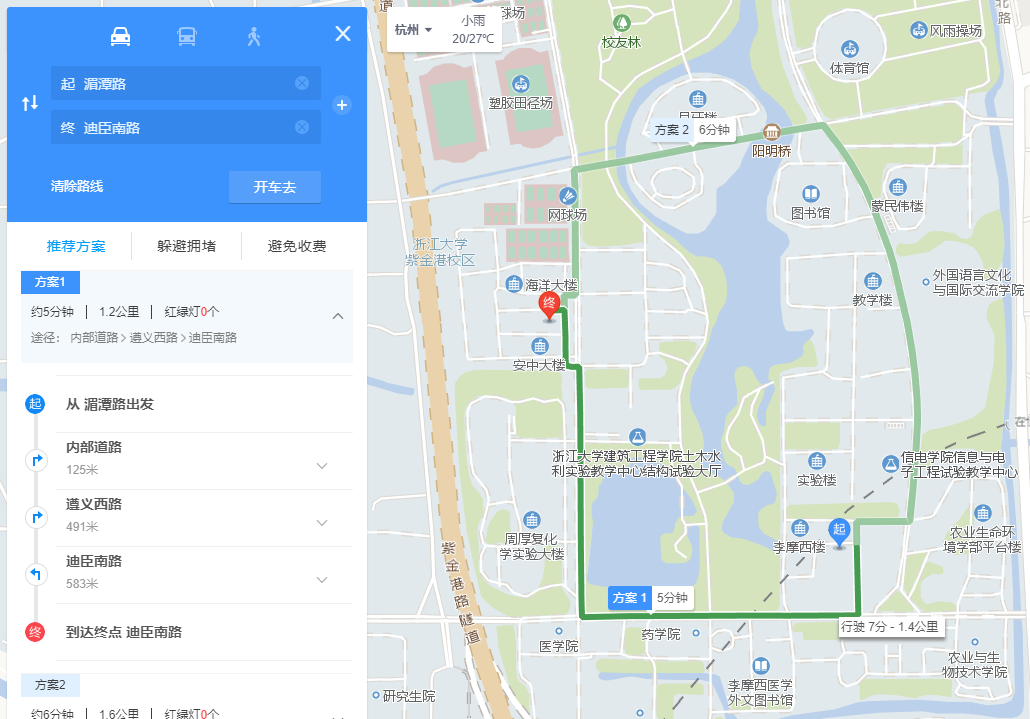 起 湄潭路
终 迪臣南路
清除路线
开车去
推荐方案
躲避拥堵
避免收费
方案1
约5分钟 | 1.2公里 | 红绿灯0个
途径： 内部道路 > 遵义西路 > 迪臣南路
起 从 湄潭路出发
内部道路
125米
遵义西路
491米
迪臣南路
583米
终 到达终点 迪臣南路
方案2
约6分钟 | 1.6公里 | 红绿灯0个
杭州
小雨
20/27℃
球场
道
校友林
风雨操场
北
路
体育馆
塑胶田径场
方案 2 6分钟
阳明桥
网球场
图书馆
蒙民伟楼
浙江大学
紫金港校区
海洋大楼
终
教学楼
外国语言文化
与国际交流学院
安中大楼
浙江大学建筑工程学院土木水
利实验教学中心结构试验大厅
信电学院信息与电
子工程试验教学中心
实验楼
周厚复化
学实验大楼
李摩西楼
起
农业生命环
境学部平台楼
紫金港路隧道
方案 1 5分钟
行驶 7分 - 1.4公里
医学院
药学院
农业与生
物技术学院
李摩西医学
外文图书馆
研究生院